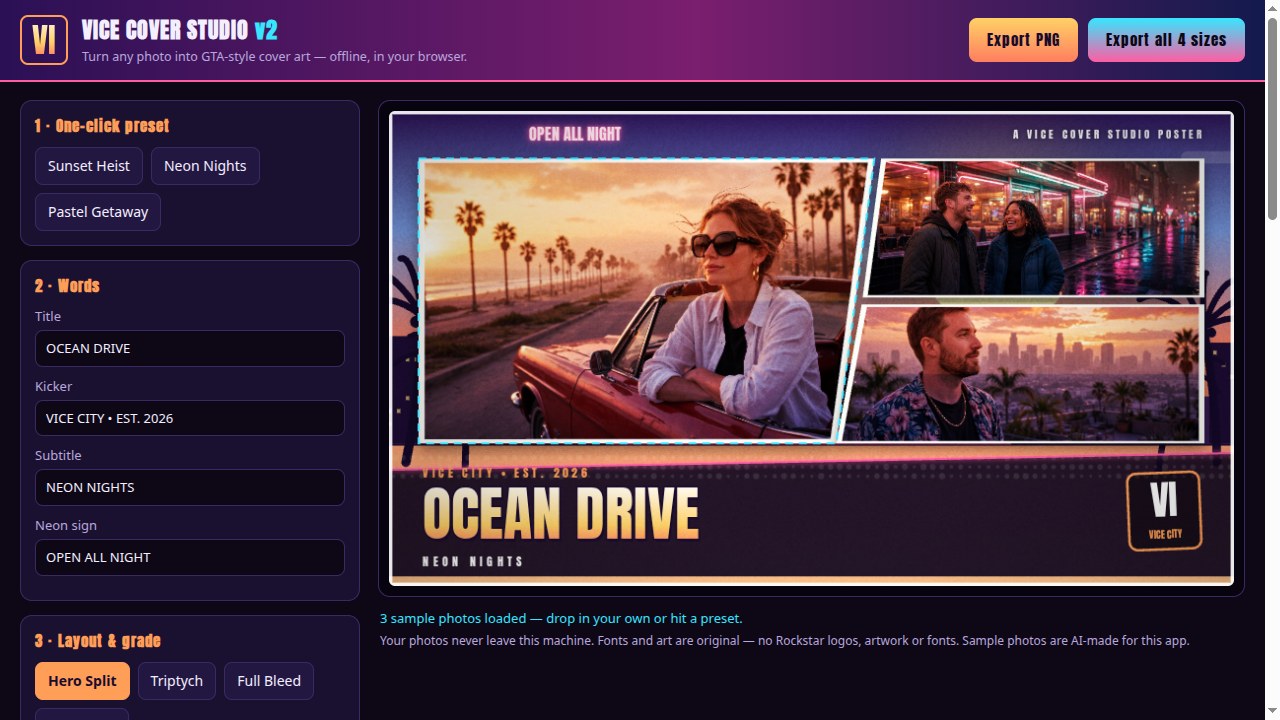 VI
VICE COVER STUDIO v2
Turn any photo into GTA-style cover art — offline, in your browser.
Export PNG
Export all 4 sizes
1 · One-click preset
Sunset Heist
Neon Nights
Pastel Getaway
2 · Words
Title
OCEAN DRIVE
Kicker
VICE CITY • EST. 2026
Subtitle
NEON NIGHTS
Neon sign
OPEN ALL NIGHT
3 · Layout & grade
Hero Split
Triptych
Full Bleed
OPEN ALL NIGHT
A VICE COVER STUDIO POSTER
VICE CITY • EST. 2026
OCEAN DRIVE
NEON NIGHTS
VI
VICE CITY
3 sample photos loaded — drop in your own or hit a preset.
Your photos never leave this machine. Fonts and art are original — no Rockstar logos, artwork or fonts. Sample photos are AI-made for this app.